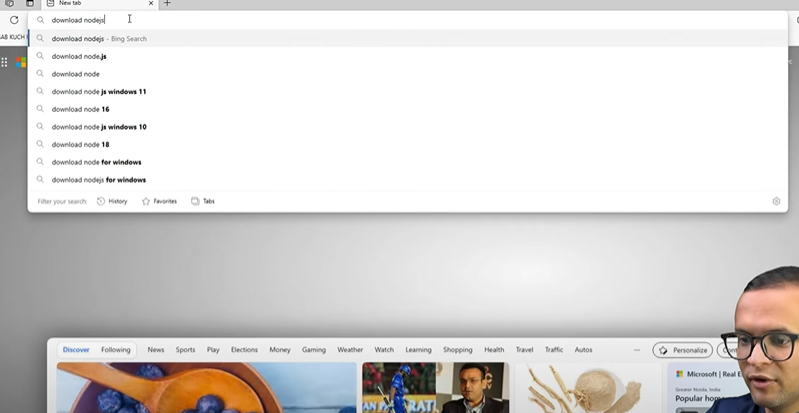 New tab
download nodejs
SAB KUCH
download nodejs - Bing Search
download node.js
download node
download node js windows 11
download node 16
download node js windows 10
download node 18
download node for windows
download nodejs for windows
Filter your search: History Favorites Tabs
Discover Following News Sports Play Elections Money Gaming Weather Watch Learning Shopping Health Travel Traffic Autos ... Personalize
Microsoft | Real E
Greater Noida, India
Popular